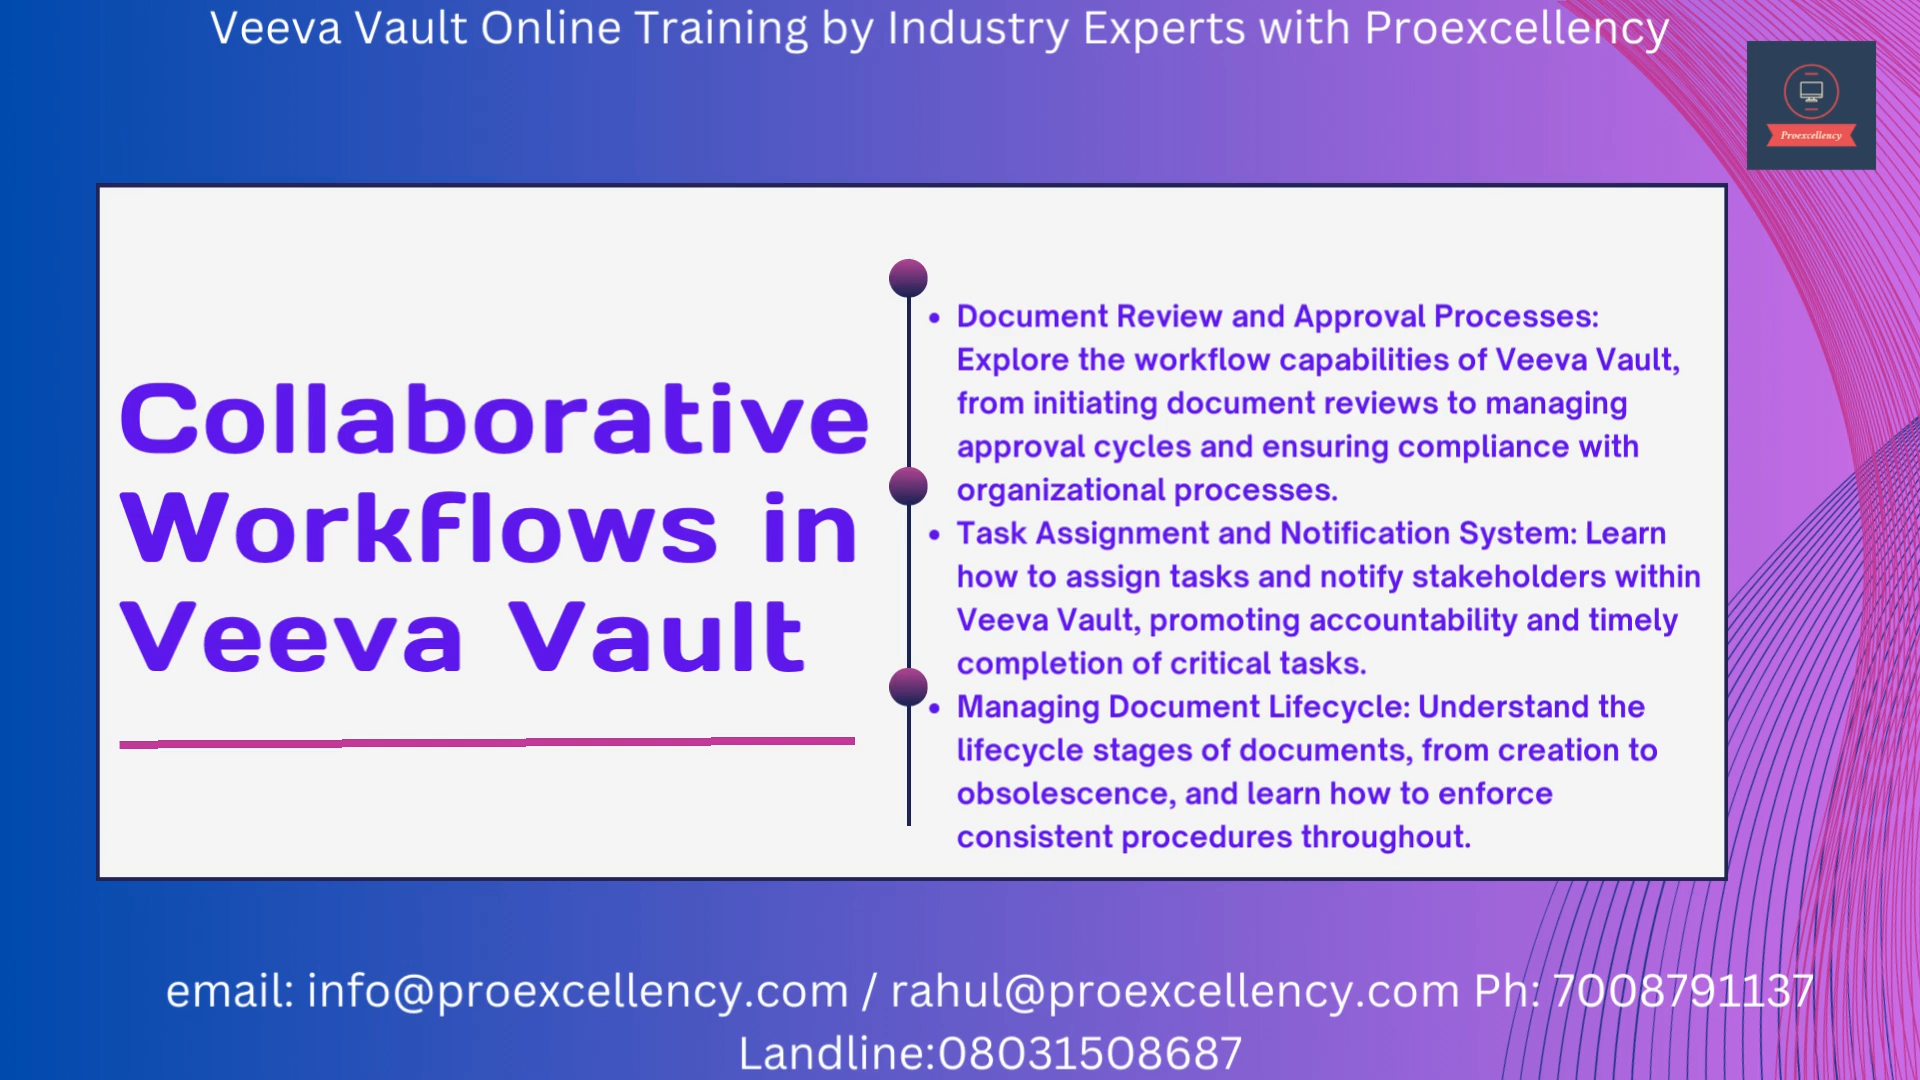 Veeva Vault Online Training by Industry Experts with Proexcellency
Proexcellency
Collaborative
Workflows in
Veeva Vault
• Document Review and Approval Processes:
Explore the workflow capabilities of Veeva Vault,
from initiating document reviews to managing
approval cycles and ensuring compliance with
organizational processes.
• Task Assignment and Notification System: Learn
how to assign tasks and notify stakeholders within
Veeva Vault, promoting accountability and timely
completion of critical tasks.
• Managing Document Lifecycle: Understand the
lifecycle stages of documents, from creation to
obsolescence, and learn how to enforce
consistent procedures throughout.
email: info@proexcellency.com / rahul@proexcellency.com Ph: 7008791137
Landline:08031508687